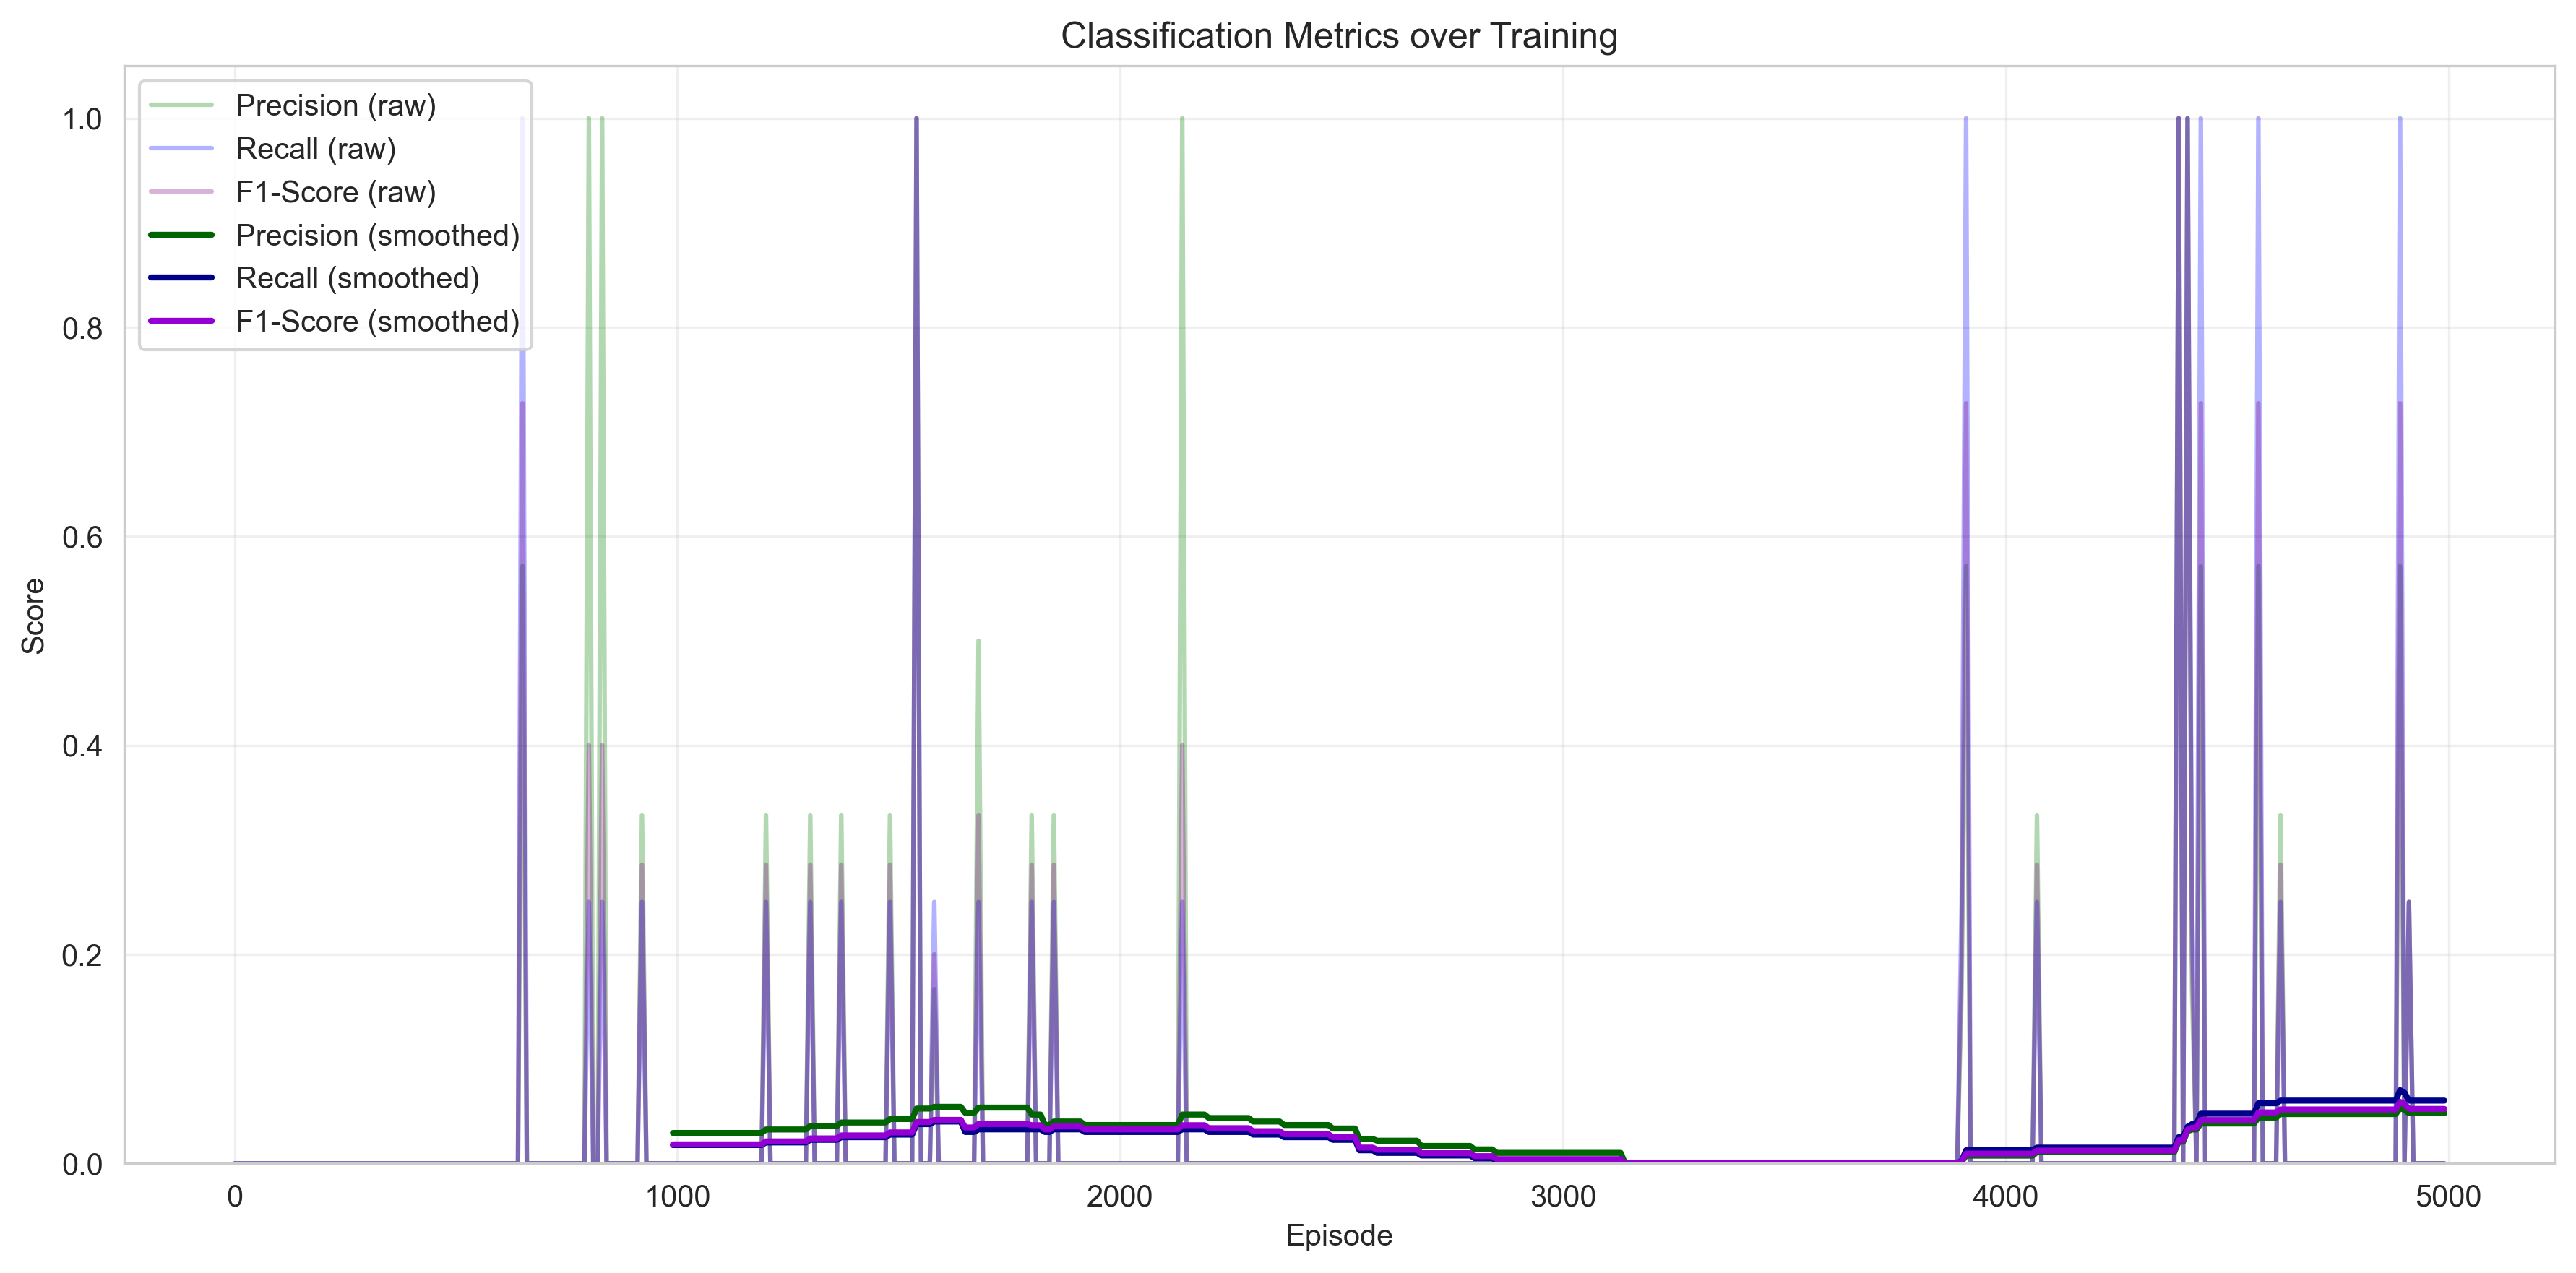 Classification Metrics over Training
Precision (raw)
Recall (raw)
F1-Score (raw)
Precision (smoothed)
Recall (smoothed)
F1-Score (smoothed)
1.0
0.8
0.6
0.4
0.2
0.0
Score
0 1000 2000 3000 4000 5000
Episode